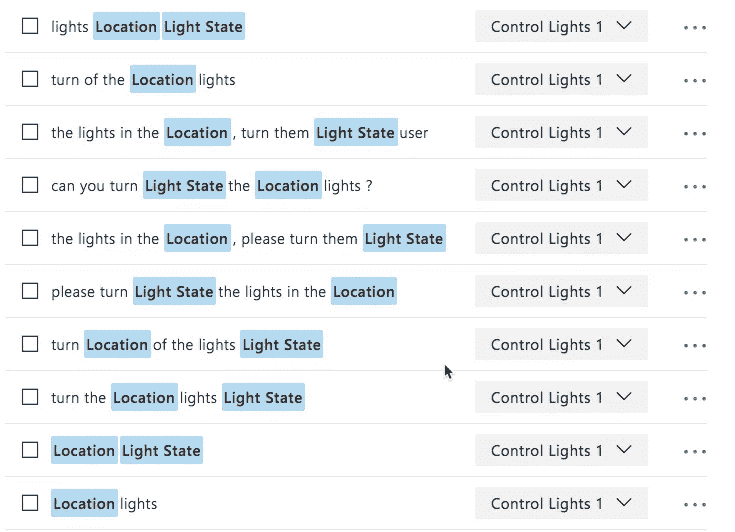 lights Location Light State Control Lights 1
turn of the Location lights Control Lights 1
the lights in the Location , turn them Light State user Control Lights 1
can you turn Light State the Location lights ? Control Lights 1
the lights in the Location , please turn them Light State Control Lights 1
please turn Light State the lights in the Location Control Lights 1
turn Location of the lights Light State Control Lights 1
turn the Location lights Light State Control Lights 1
Location Light State Control Lights 1
Location lights Control Lights 1